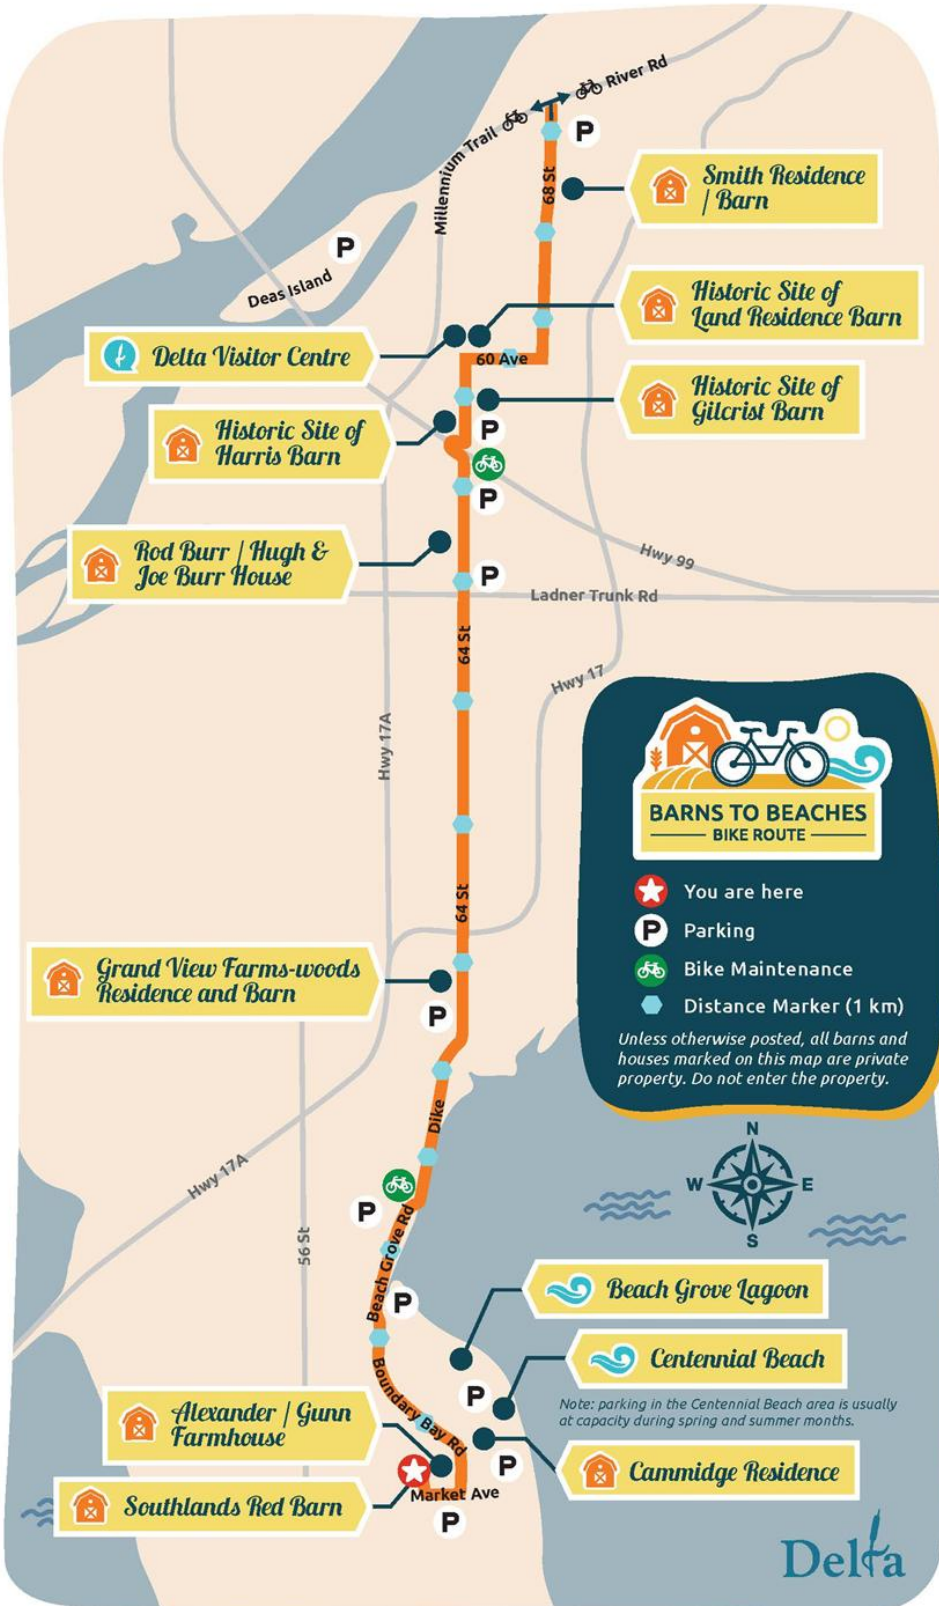 River Rd
Millennium Trail
P
68 St
Smith Residence
/ Barn
P
Deas Island
Historic Site of
Land Residence Barn
Delta Visitor Centre
60 Ave
Historic Site of
Gilcrist Barn
Historic Site of
Harris Barn
P
P
Rod Burr / Hugh &
Joe Burr House
Hwy 99
P
Ladner Trunk Rd
64 St
Hwy 17
Hwy 17A
BARNS TO BEACHES
BIKE ROUTE
You are here
P Parking
Bike Maintenance
Distance Marker (1 km)
Unless otherwise posted, all barns and
houses marked on this map are private
property. Do not enter the property.
64 St
Grand View Farms-woods
Residence and Barn
P
Dike
N
W E
S
Hwy 17A
P
56 St
Beach Grove Rd
P
Beach Grove Lagoon
Centennial Beach
P
Note: parking in the Centennial Beach area is usually
at capacity during spring and summer months.
Boundary Bay Rd
Alexander / Gunn
Farmhouse
P
Cammidge Residence
Market Ave
Southlands Red Barn
P
Delta